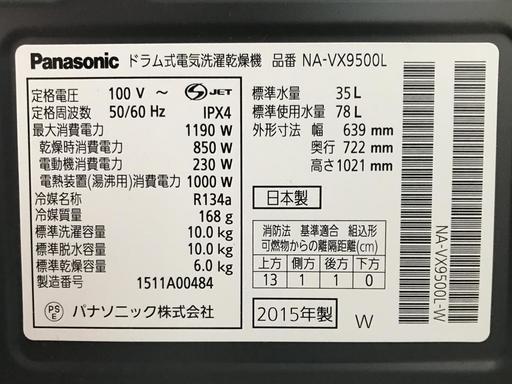 Panasonic ドラム式電気洗濯乾燥機 品番 NA-VX9500L
定格電圧 100 V ～
定格周波数 50/60 Hz
S JET
IPX4
最大消費電力 1190 W
乾燥時消費電力 850 W
電動機消費電力 230 W
電熱装置(湯沸用)消費電力 1000 W
冷媒名称 R134a
冷媒質量 168 g
標準洗濯容量 10.0 kg
標準脱水容量 10.0 kg
標準乾燥容量 6.0 kg
製造番号 1511A00484
PS
E
パナソニック株式会社
標準水量 35 L
標準使用水量 78 L
外形寸法 幅 639 mm
奥行 722 mm
高さ 1021 mm
日本製
消防法 基準適合 組込形
可燃物からの離隔距離(cm)
上方 側方 後方 下方
13 1 1 0
2015年製
W
NA-VX9500L-W